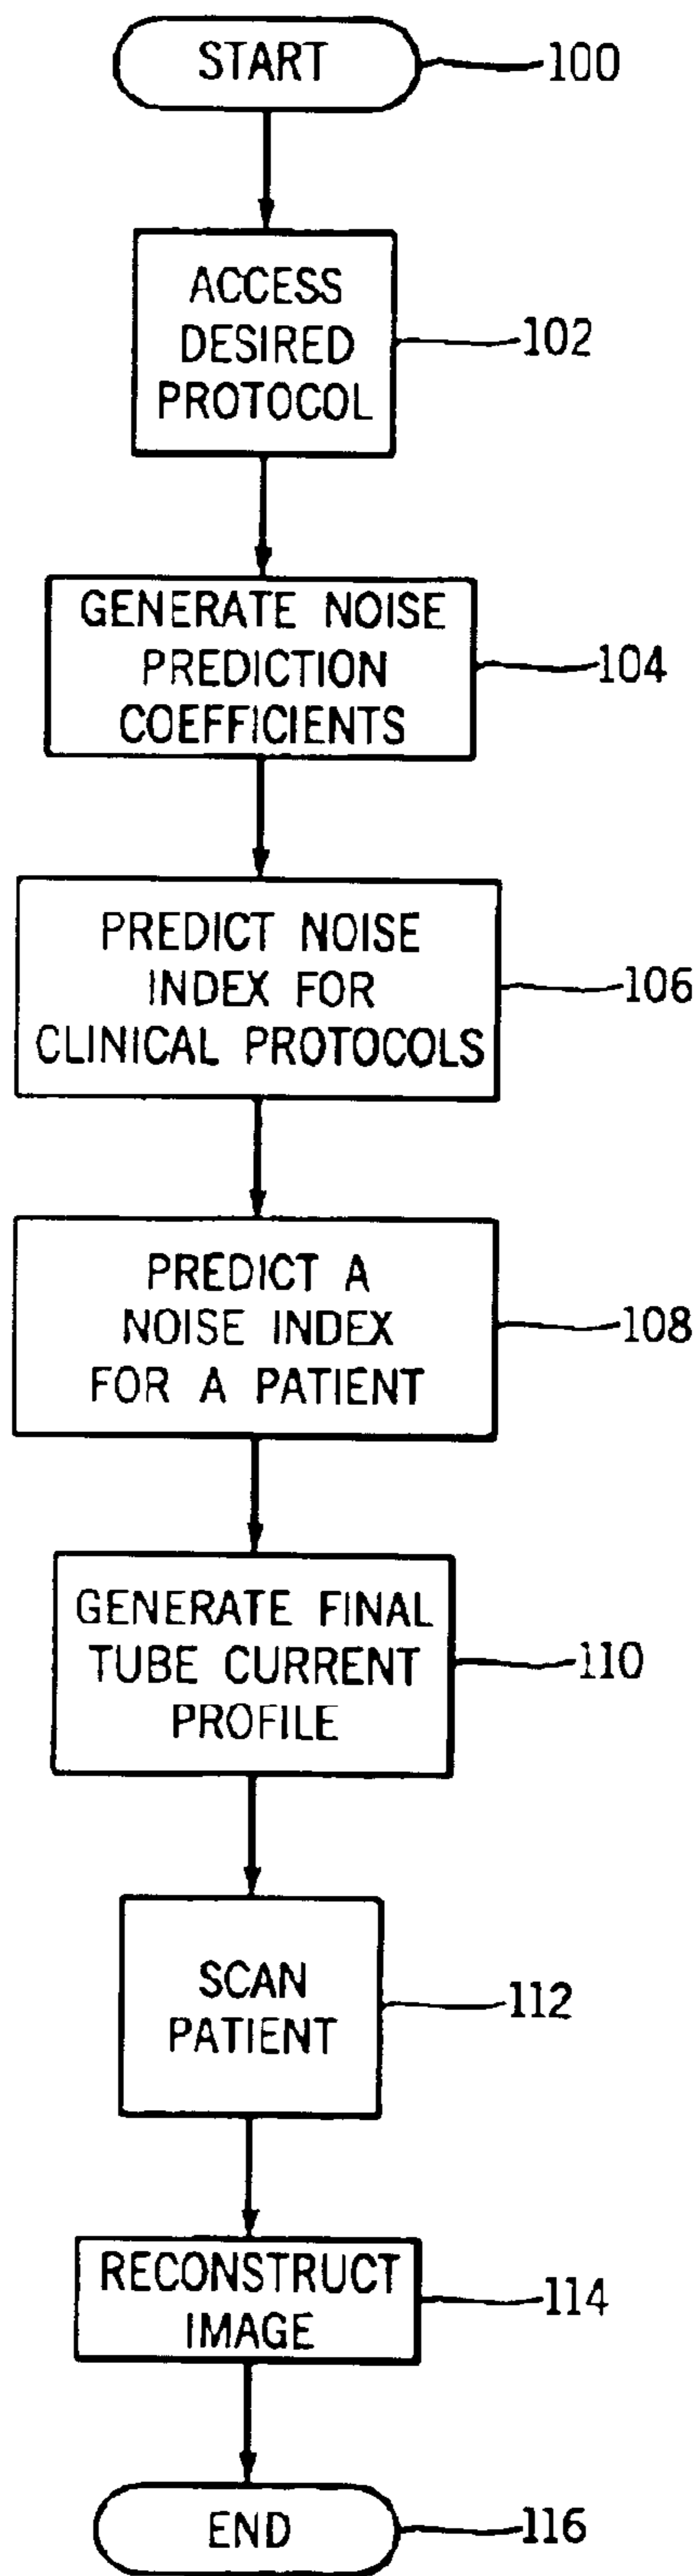 START
100
ACCESS
DESIRED
PROTOCOL
102
GENERATE NOISE
PREDICTION
COEFFICIENTS
104
PREDICT NOISE
INDEX FOR
CLINICAL PROTOCOLS
106
PREDICT A
NOISE INDEX
FOR A PATIENT
108
GENERATE FINAL
TUBE CURRENT
PROFILE
110
SCAN
PATIENT
112
RECONSTRUCT
IMAGE
114
END
116